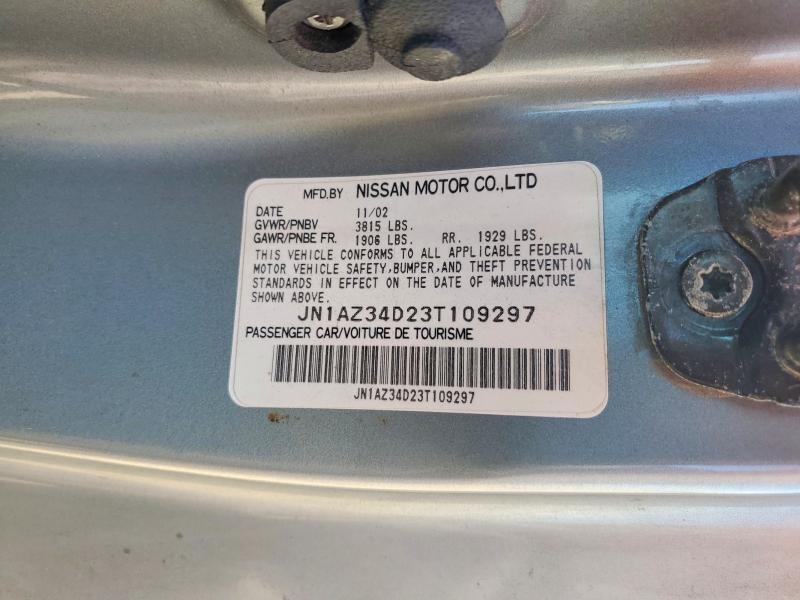 MFD.BY NISSAN MOTOR CO.,LTD
DATE 11/02
GVWR/PNBV 3815 LBS.
GAWR/PNBE FR. 1906 LBS. RR. 1929 LBS.
THIS VEHICLE CONFORMS TO ALL APPLICABLE FEDERAL
MOTOR VEHICLE SAFETY,BUMPER,AND THEFT PREVENTION
STANDARDS IN EFFECT ON THE DATE OF MANUFACTURE
SHOWN ABOVE.
JN1AZ34D23T109297
PASSENGER CAR/VOITURE DE TOURISME
JN1AZ34D23T109297